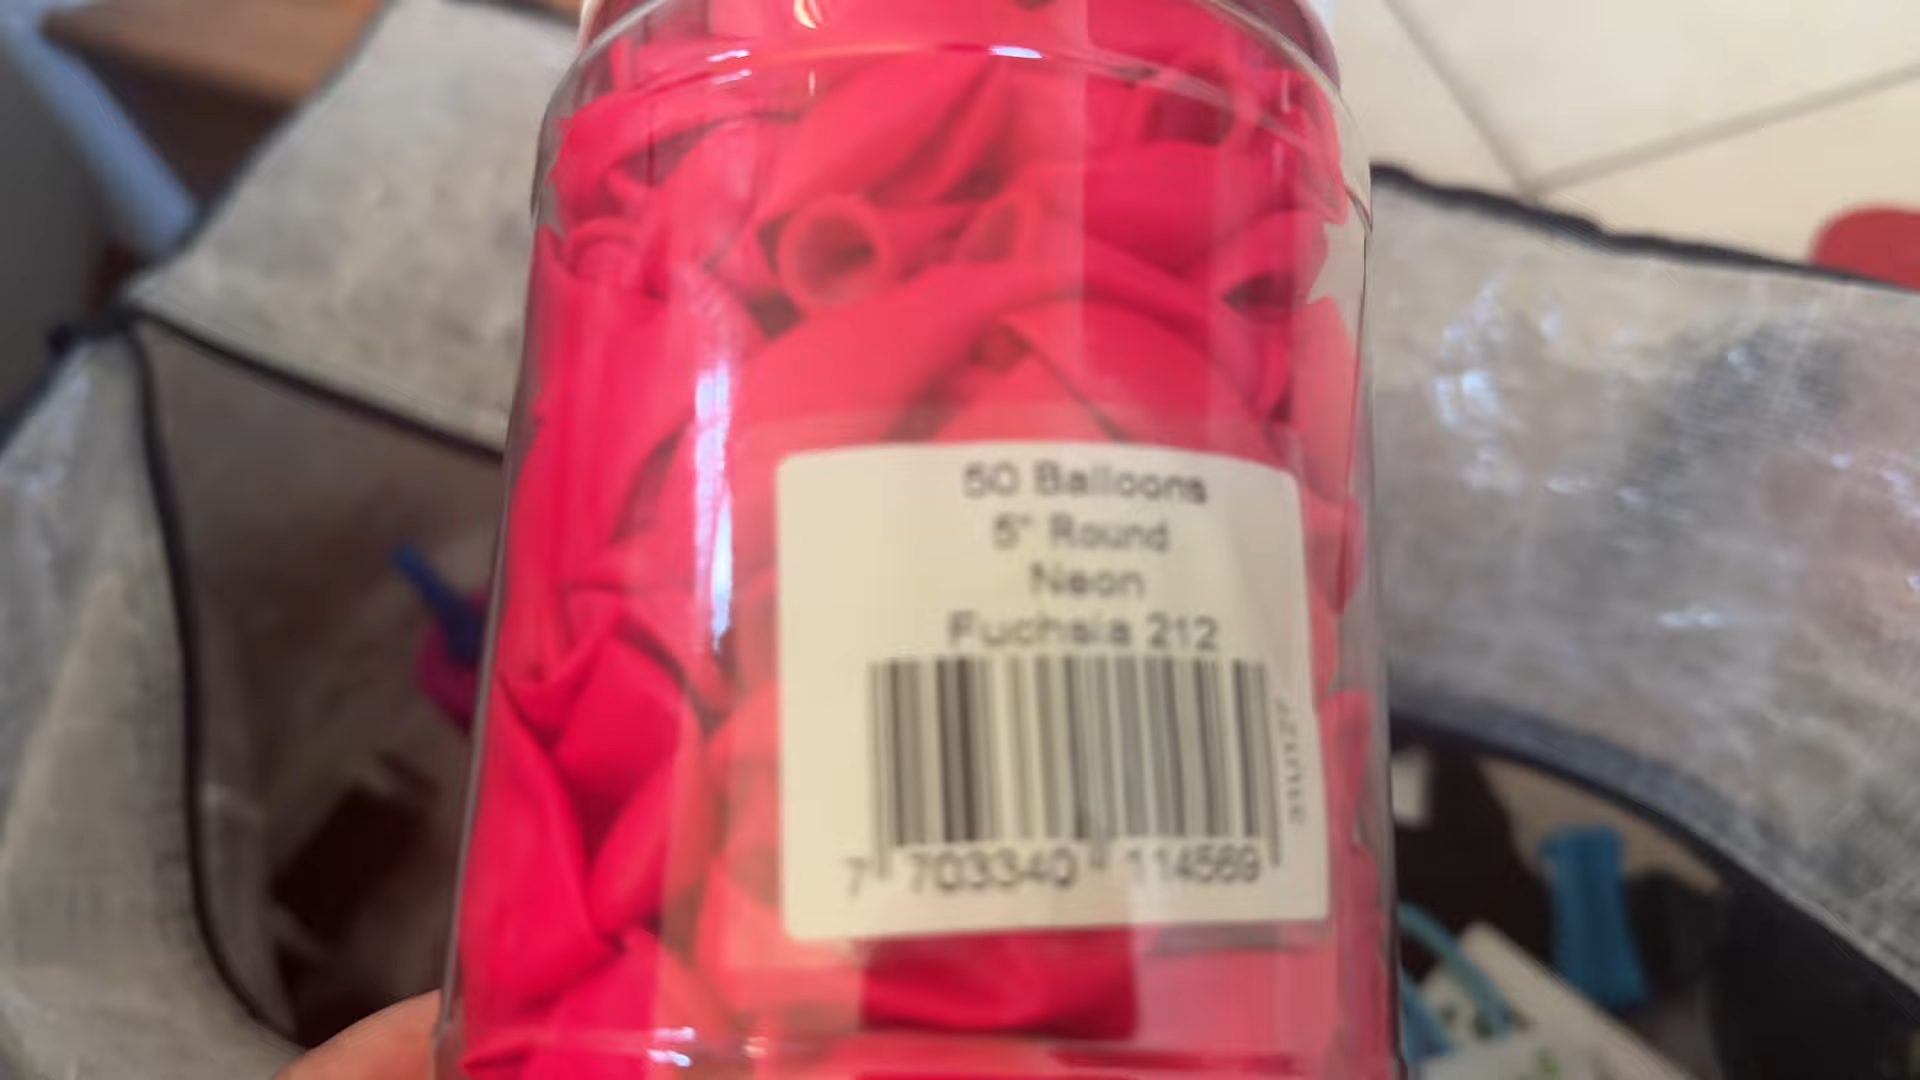 50 Balloons
5" Round
Neon
Fuchsia 212
7 703340 114569